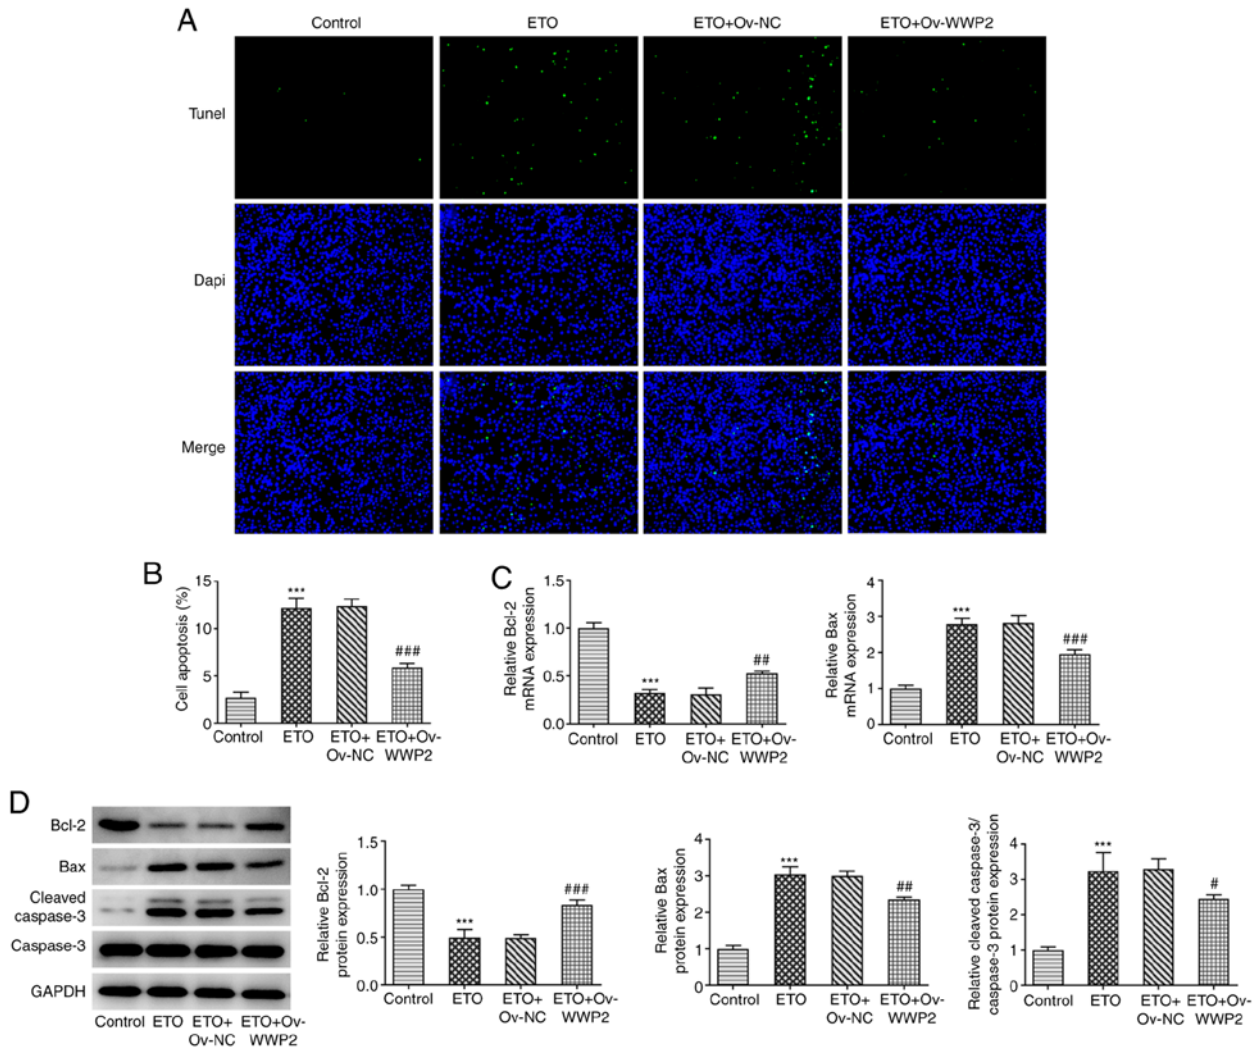 A
Control
ETO
ETO+Ov-NC
ETO+Ov-WWP2
Tunel
Dapi
Merge
B
Cell apoptosis (%)
15
10
5
0
***
###
Control
ETO
ETO+
Ov-NC
ETO+Ov-
WWP2
C
Relative Bcl-2
mRNA expression
1.5
1.0
0.5
0.0
***
##
Control
ETO
ETO+
Ov-NC
ETO+Ov-
WWP2
Relative Bax
mRNA expression
4
3
2
1
0
***
###
Control
ETO
ETO+
Ov-NC
ETO+Ov-
WWP2
D
Bcl-2
Bax
Cleaved
caspase-3
Caspase-3
GAPDH
Control
ETO
ETO+
Ov-NC
ETO+Ov-
WWP2
Relative Bcl-2
protein expression
1.5
1.0
0.5
0.0
***
###
Control
ETO
ETO+
Ov-NC
ETO+Ov-
WWP2
Relative Bax
protein expression
4
3
2
1
0
***
##
Control
ETO
ETO+
Ov-NC
ETO+Ov-
WWP2
Relative cleaved caspase-3/
caspase-3 protein expression
4
3
2
1
0
***
#
Control
ETO
ETO+
Ov-NC
ETO+Ov-
WWP2